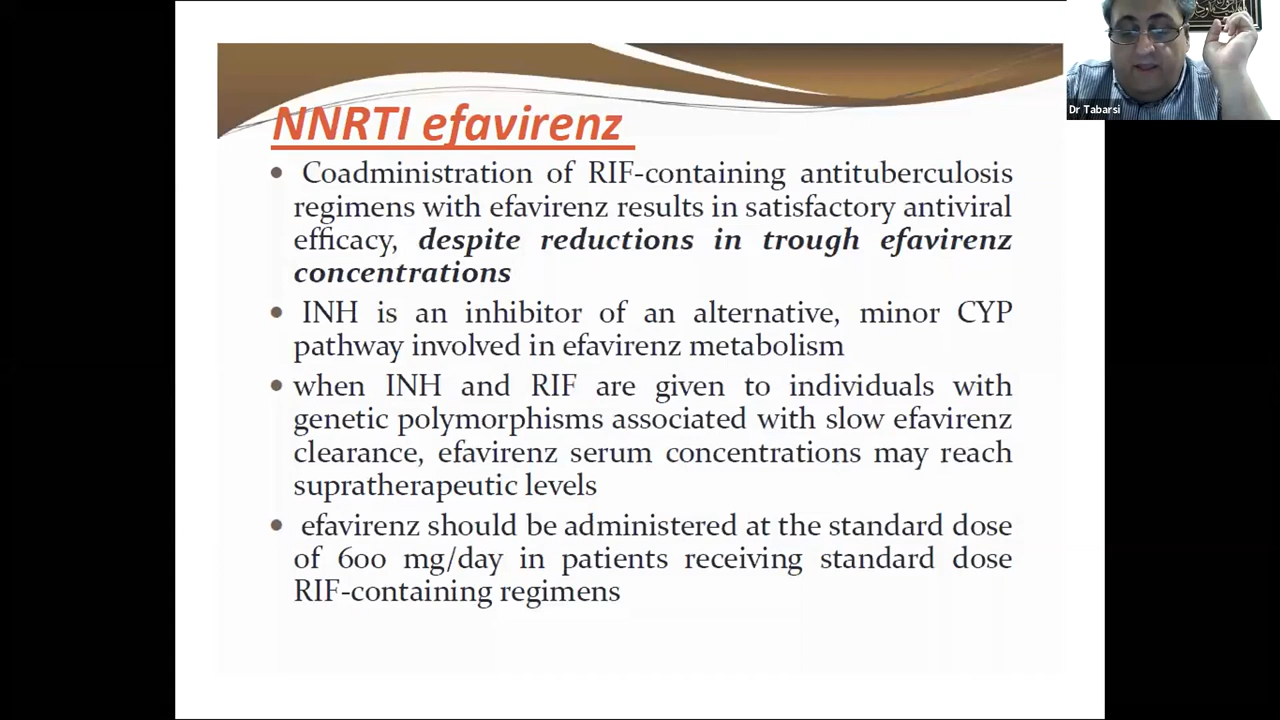 NNRTI efavirenz
• Coadministration of RIF-containing antituberculosis
regimens with efavirenz results in satisfactory antiviral
efficacy, despite reductions in trough efavirenz
concentrations
• INH is an inhibitor of an alternative, minor CYP
pathway involved in efavirenz metabolism
• when INH and RIF are given to individuals with
genetic polymorphisms associated with slow efavirenz
clearance, efavirenz serum concentrations may reach
supratherapeutic levels
• efavirenz should be administered at the standard dose
of 600 mg/day in patients receiving standard dose
RIF-containing regimens
Dr Tabarsi